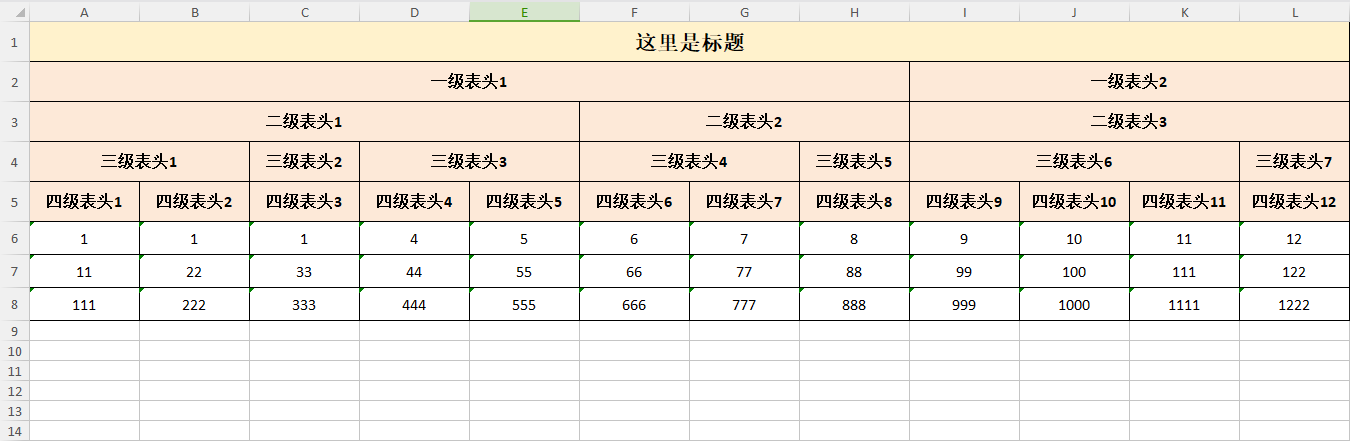 A B C D E F G H I J K L
1 这里是标题
2 一级表头1 一级表头2
3 二级表头1 二级表头2 二级表头3
4 三级表头1 三级表头2 三级表头3 三级表头4 三级表头5 三级表头6 三级表头7
5 四级表头1 四级表头2 四级表头3 四级表头4 四级表头5 四级表头6 四级表头7 四级表头8 四级表头9 四级表头10 四级表头11 四级表头12
6 1 1 1 4 5 6 7 8 9 10 11 12
7 11 22 33 44 55 66 77 88 99 100 111 122
8 111 222 333 444 555 666 777 888 999 1000 1111 1222
9
10
11
12
13
14